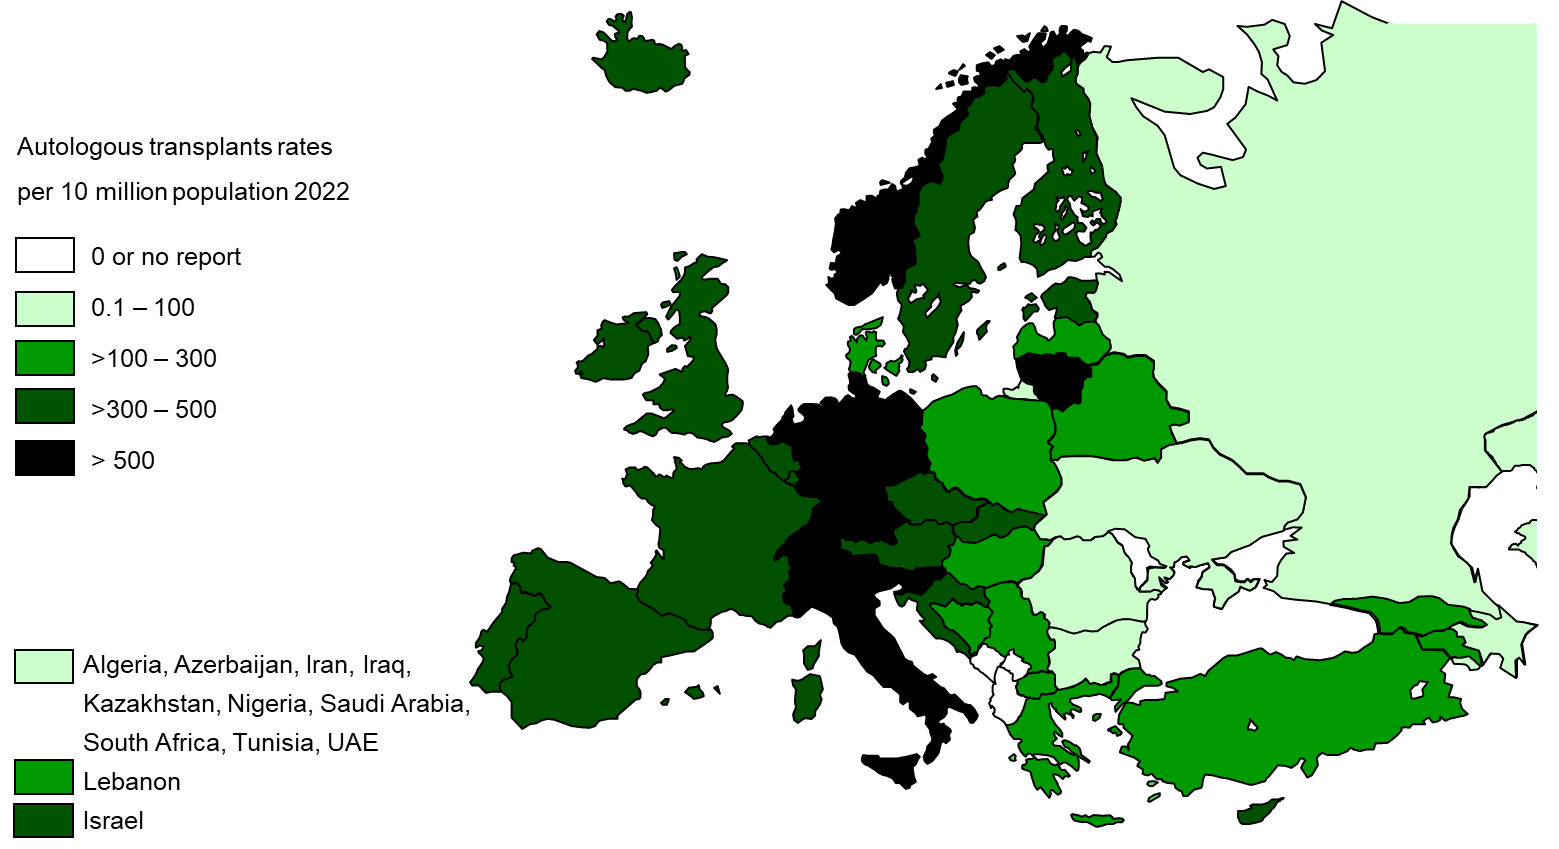 Autologous transplants rates
per 10 million population 2022
0 or no report
0.1 – 100
>100 – 300
>300 – 500
> 500
Algeria, Azerbaijan, Iran, Iraq,
Kazakhstan, Nigeria, Saudi Arabia,
South Africa, Tunisia, UAE
Lebanon
Israel